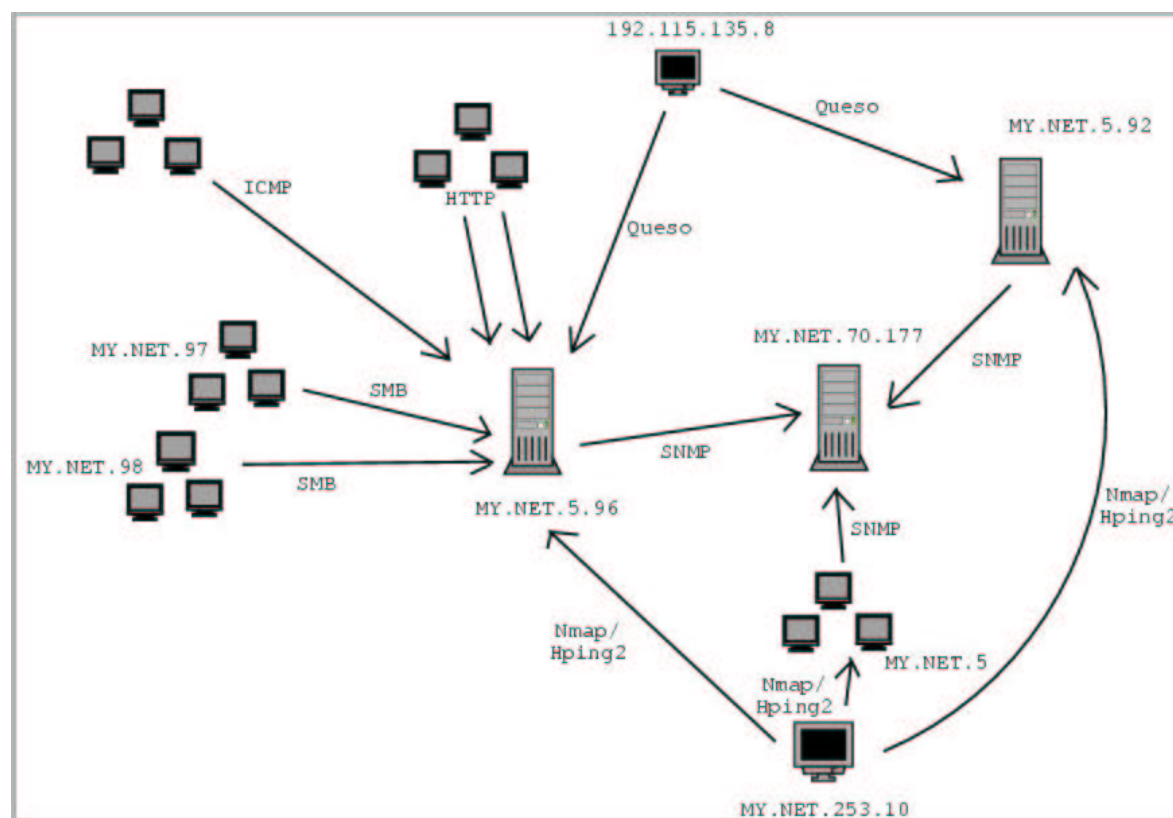 192.115.135.8
Queso
MY.NET.5.92
ICMP
HTTP
Queso
MY.NET.97
SMB
MY.NET.70.177
SNMP
MY.NET.98
SMB
SNMP
MY.NET.5.96
Nmap/
Hping2
SNMP
Nmap/
Hping2
MY.NET.5
Nmap/
Hping2
MY.NET.253.10